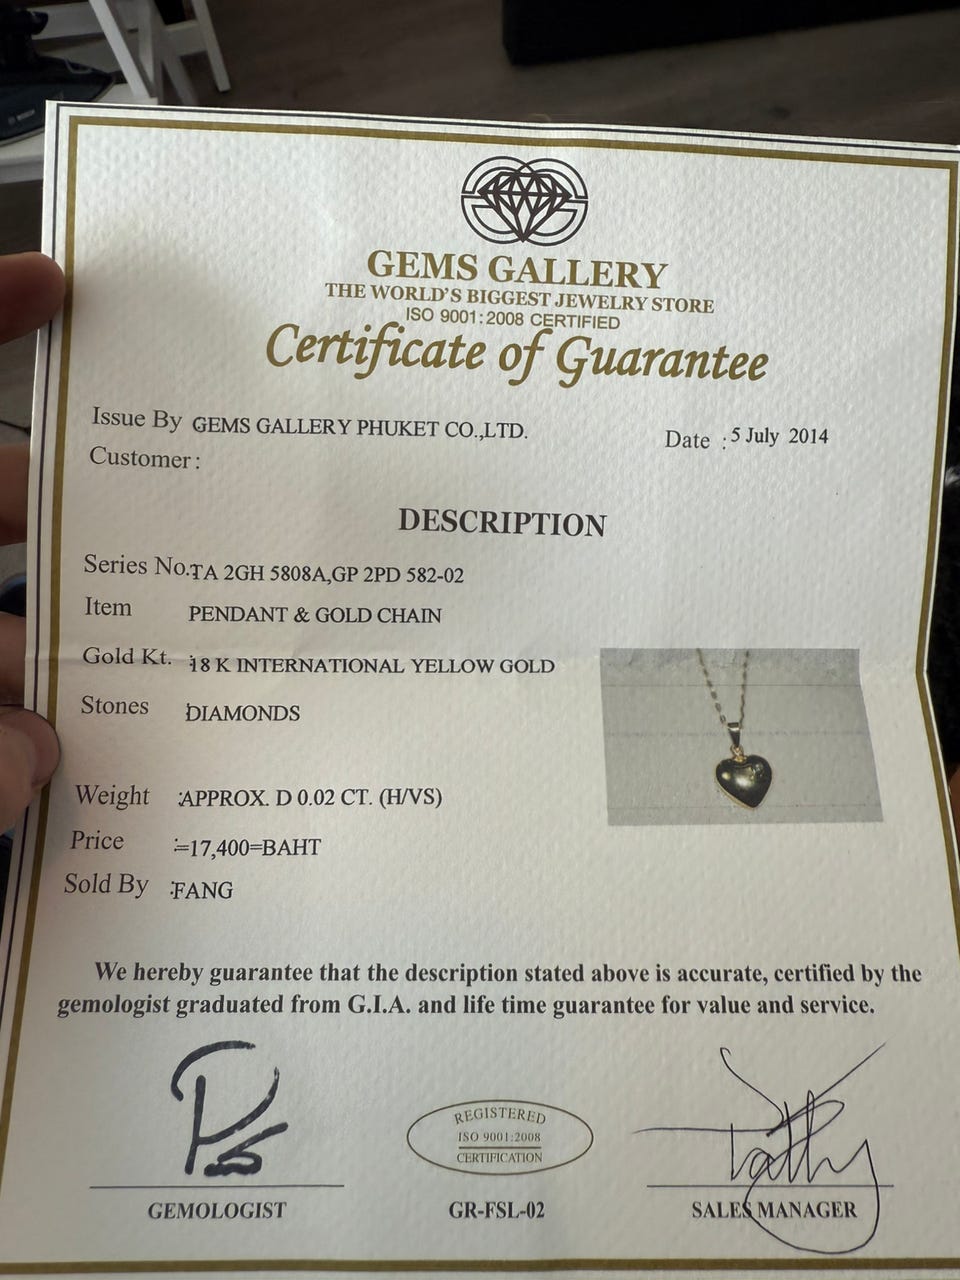 GEMS GALLERY
THE WORLD'S BIGGEST JEWELRY STORE
ISO 9001:2008 CERTIFIED
Certificate of Guarantee
Issue By GEMS GALLERY PHUKET CO.,LTD.
Date : 5 July 2014
Customer :
DESCRIPTION
Series No.:TA 2GH 5808A,GP 2PD 582-02
Item PENDANT & GOLD CHAIN
Gold Kt. :18 K INTERNATIONAL YELLOW GOLD
Stones :DIAMONDS
Weight :APPROX. D 0.02 CT. (H/VS)
Price :=17,400=BAHT
Sold By :FANG
We hereby guarantee that the description stated above is accurate, certified by the
gemologist graduated from G.I.A. and life time guarantee for value and service.
REGISTERED
ISO 9001:2008
CERTIFICATION
GEMOLOGIST
GR-FSL-02
SALES MANAGER